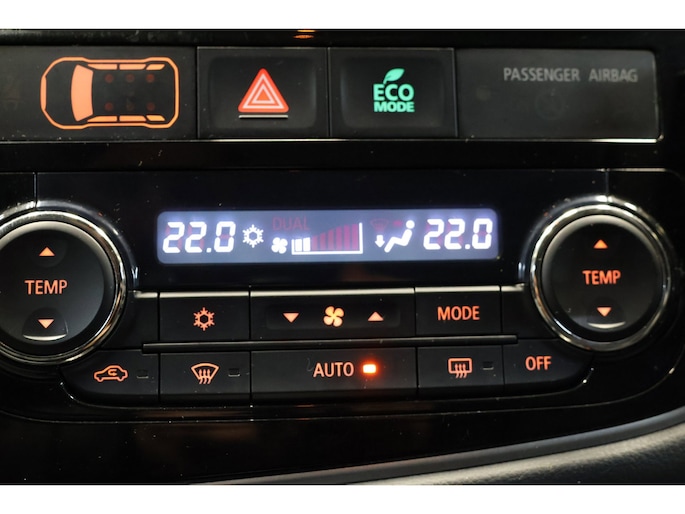 ECO
MODE
PASSENGER AIRBAG
22.0 DUAL 22.0
TEMP
TEMP
MODE
AUTO
OFF